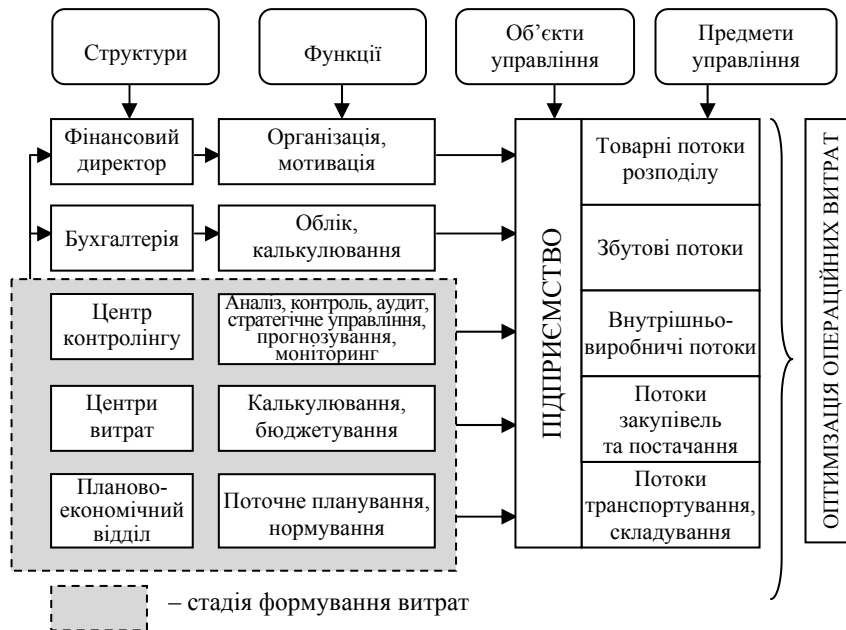 Структури
Функції
Об’єкти
управління
Предмети
управління
Фінансовий
директор
Організація,
мотивація
Товарні потоки
розподілу
Бухгалтерія
Облік,
калькулювання
Збутові потоки
Центр
контролінгу
Аналіз, контроль, аудит,
стратегічне управління,
прогнозування,
моніторинг
Внутрішньо-
виробничі потоки
Центри
витрат
Калькулювання,
бюджетування
Потоки
закупівель
та постачання
Планово-
економічний
відділ
Поточне планування,
нормування
Потоки
транспортування,
складування
ПІДПРИЄМСТВО
ОПТИМІЗАЦІЯ ОПЕРАЦІЙНИХ ВИТРАТ
– стадія формування витрат